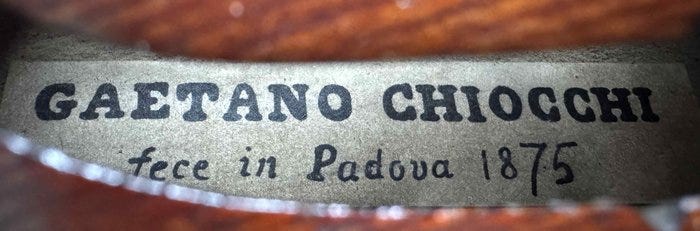 GAETANO CHIOCCHI
fece in Padova 1875